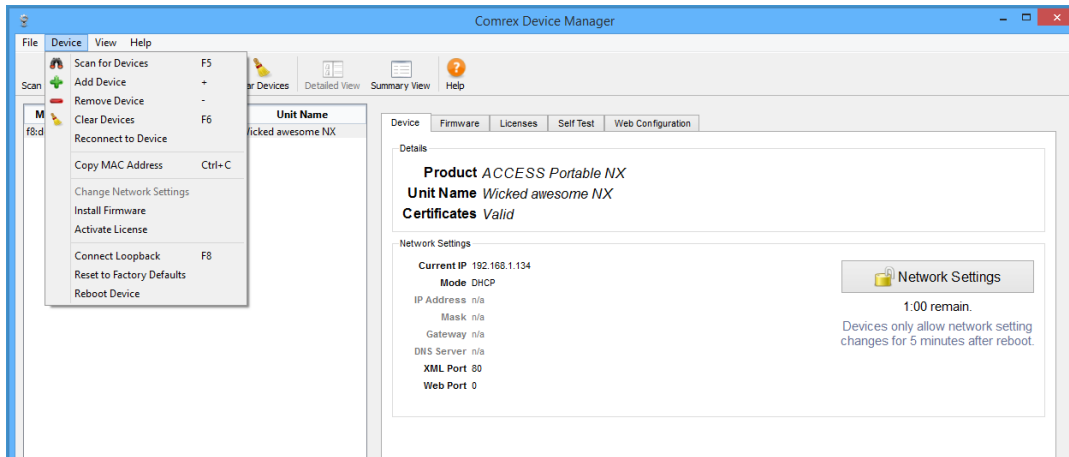 Comrex Device Manager
File Device View Help
Scan for Devices F5
Add Device +
Remove Device -
Clear Devices F6
Reconnect to Device
Copy MAC Address Ctrl+C
Change Network Settings
Install Firmware
Activate License
Connect Loopback F8
Reset to Factory Defaults
Reboot Device
Scan
ar Devices Detailed View Summary View Help
M Unit Name
f8:d Wicked awesome NX
Device Firmware Licenses Self Test Web Configuration
Details
Product ACCESS Portable NX
Unit Name Wicked awesome NX
Certificates Valid
Network Settings
Current IP 192.168.1.134
Mode DHCP
IP Address n/a
Mask n/a
Gateway n/a
DNS Server n/a
XML Port 80
Web Port 0
Network Settings
1:00 remain.
Devices only allow network setting
changes for 5 minutes after reboot.